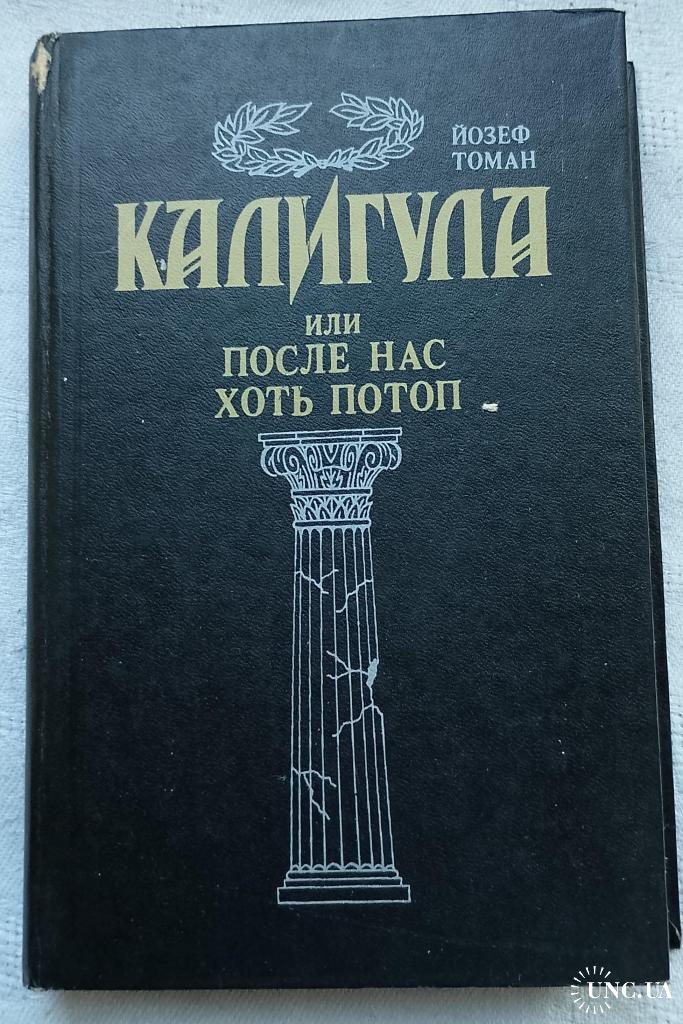 ЙОЗЕФ
ТОМАН
КАЛИГУЛА
ИЛИ
ПОСЛЕ НАС
ХОТЬ ПОТОП
UNC.UA